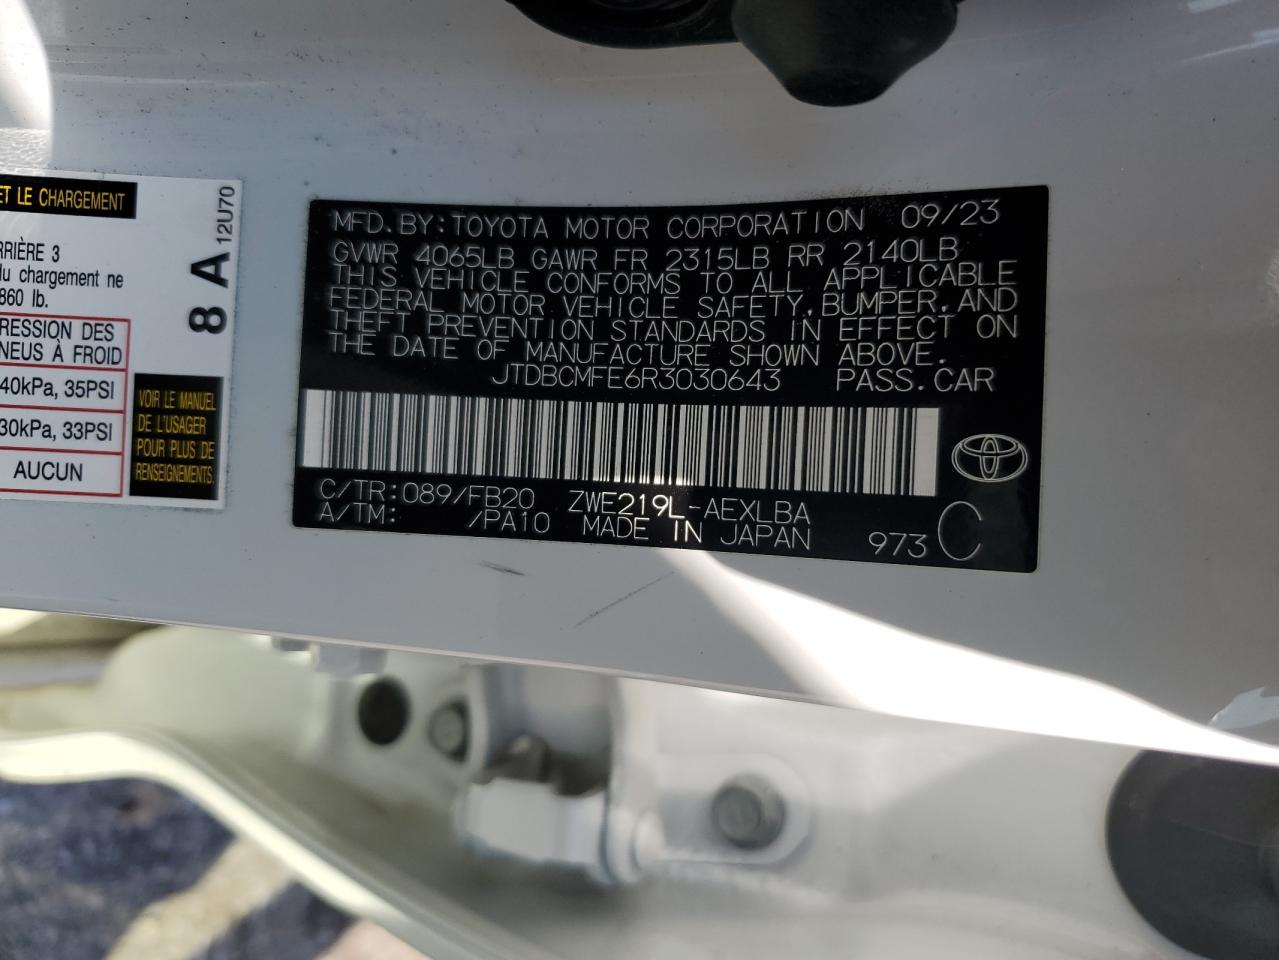 ET LE CHARGEMENT
RRIÈRE 3
du chargement ne
860 lb.
RESSION DES
NEUS À FROID
40kPa, 35PSI
30kPa, 33PSI
AUCUN
8 A 12U70
VOIR LE MANUEL
DE L'USAGER
POUR PLUS DE
RENSEIGNEMENTS.
MFD.BY:TOYOTA MOTOR CORPORATION 09/23
GVWR 4065LB GAWR FR 2315LB RR 2140LB
THIS VEHICLE CONFORMS TO ALL APPLICABLE
FEDERAL MOTOR VEHICLE SAFETY,BUMPER,AND
THEFT PREVENTION STANDARDS IN EFFECT ON
THE DATE OF MANUFACTURE SHOWN ABOVE.
JTDBCMFE6R3030643 PASS.CAR
C/TR:089/FB20 ZWE219L-AEXLBA
A/TM: /PA10 MADE IN JAPAN 973 C